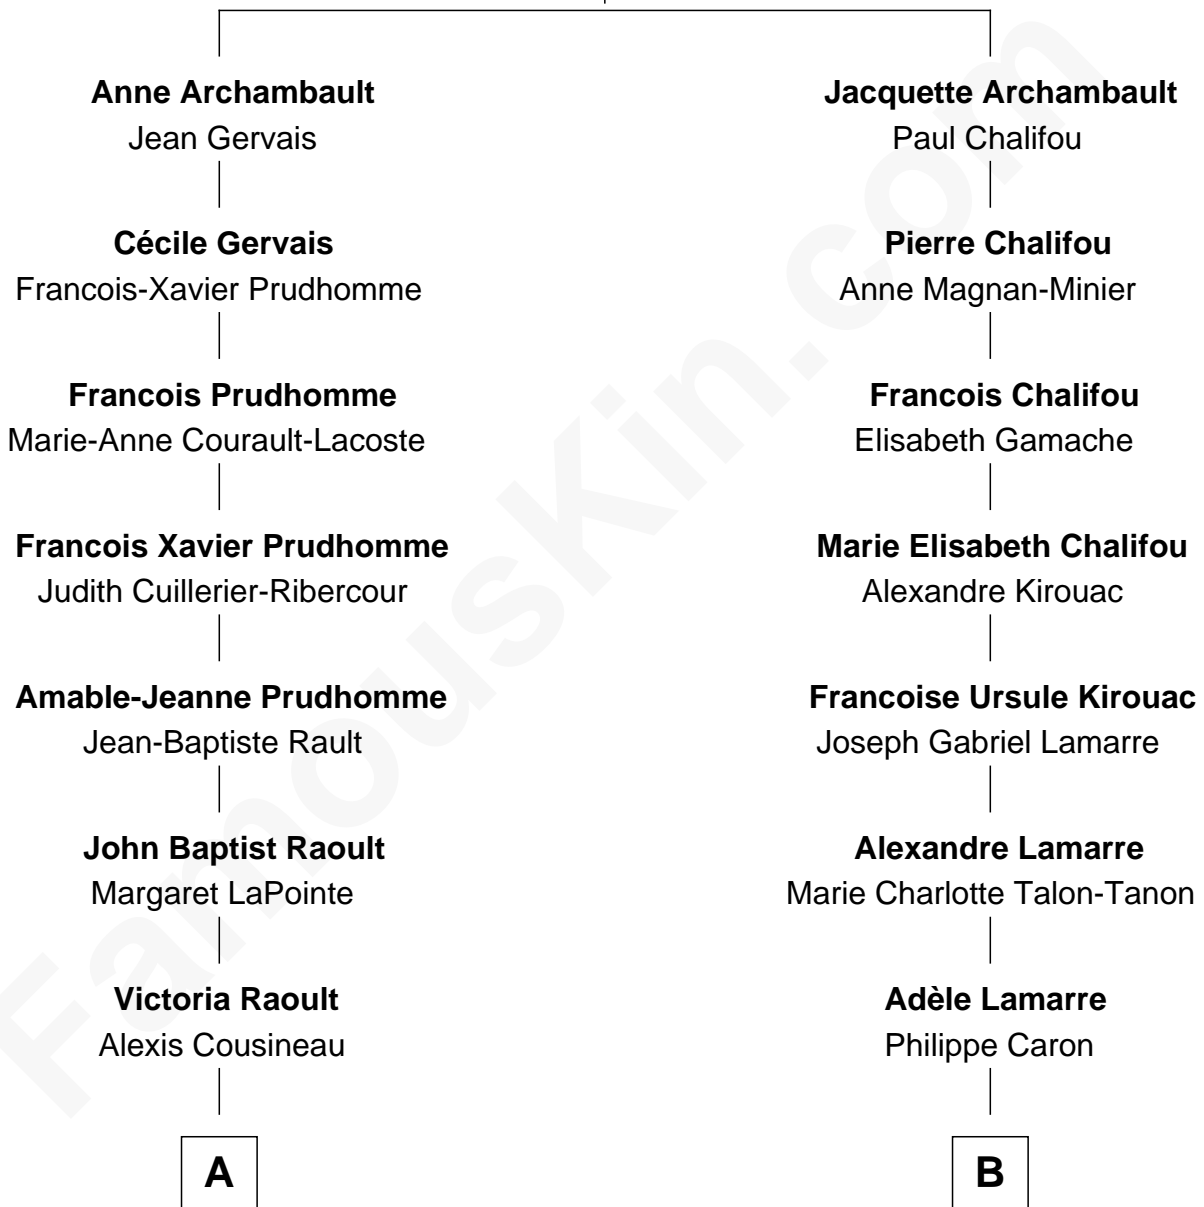 Anne Archambault
Jean Gervais
Cécile Gervais
Francois-Xavier Prudhomme
Francois Prudhomme
Marie-Anne Courault-Lacoste
Francois Xavier Prudhomme
Judith Cuillerier-Ribercour
Amable-Jeanne Prudhomme
Jean-Baptiste Rault
John Baptist Raoult
Margaret LaPointe
Victoria Raoult
Alexis Cousineau
A
Jacquette Archambault
Paul Chalifou
Pierre Chalifou
Anne Magnan-Minier
Francois Chalifou
Elisabeth Gamache
Marie Elisabeth Chalifou
Alexandre Kirouac
Francoise Ursule Kirouac
Joseph Gabriel Lamarre
Alexandre Lamarre
Marie Charlotte Talon-Tanon
Adèle Lamarre
Philippe Caron
B
FamousKin.com